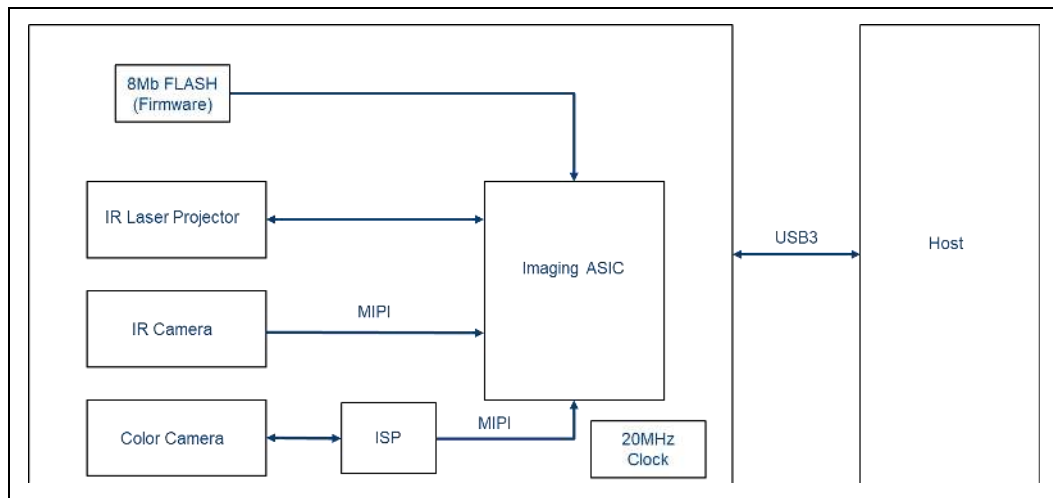 8Mb FLASH
(Firmware)
IR Laser Projector
Imaging ASIC
USB3
Host
MIPI
IR Camera
Color Camera
ISP
MIPI
20MHz
Clock